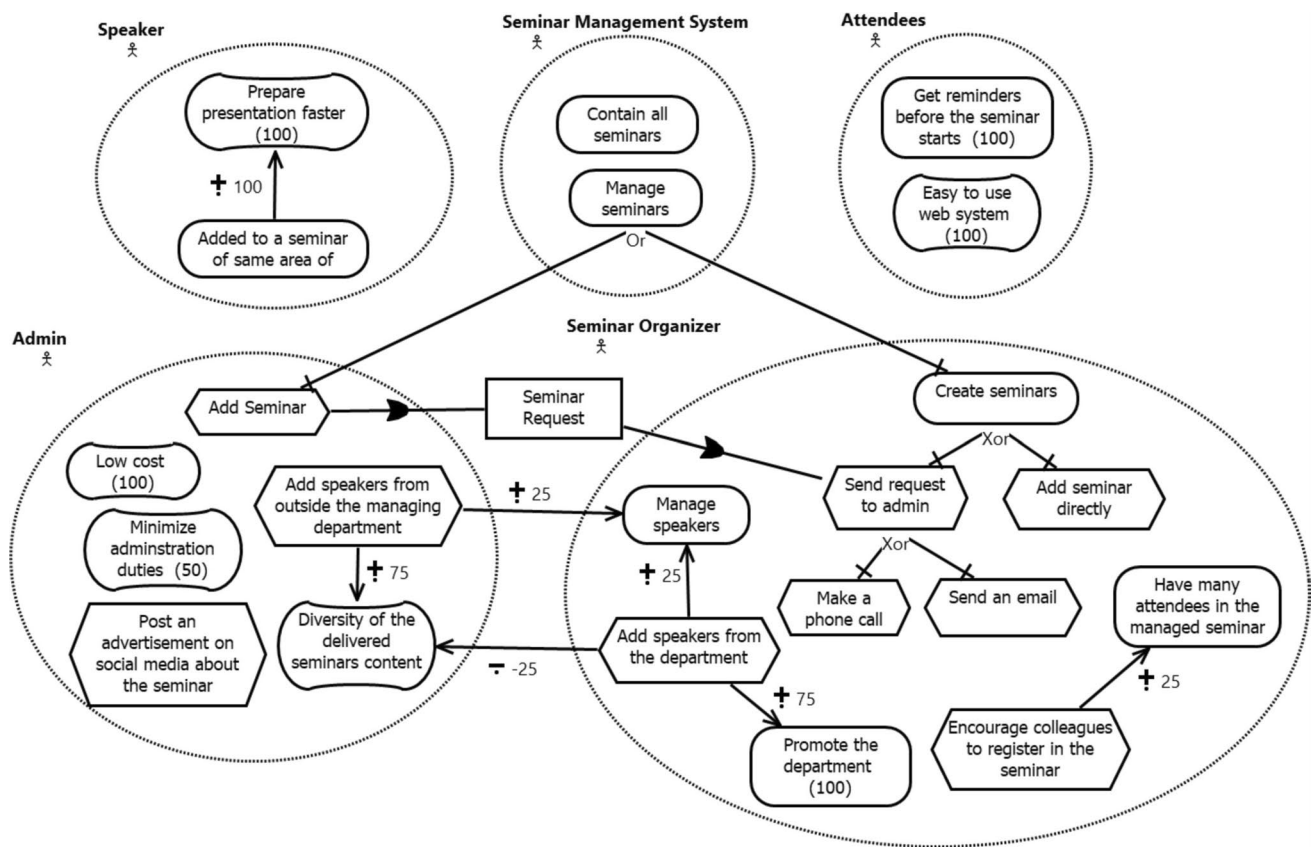 Speaker
Seminar Management System
Attendees
Prepare
presentation faster
(100)
100
Added to a seminar
of same area of
Contain all
seminars
Manage
seminars
Or
Get reminders
before the seminar
starts (100)
Easy to use
web system
(100)
Admin
Seminar Organizer
Add Seminar
Seminar
Request
Create seminars
Xor
Low cost
(100)
Add speakers from
outside the managing
department
25
Manage
speakers
Send request
to admin
Add seminar
directly
Minimize
adminstration
duties (50)
75
25
Xor
Make a
phone call
Send an email
Have many
attendees in the
managed seminar
Post an
advertisement on
social media about
the seminar
Diversity of the
delivered
seminars content
-25
Add speakers from
the department
75
25
Promote the
department
(100)
Encourage colleagues
to register in the
seminar